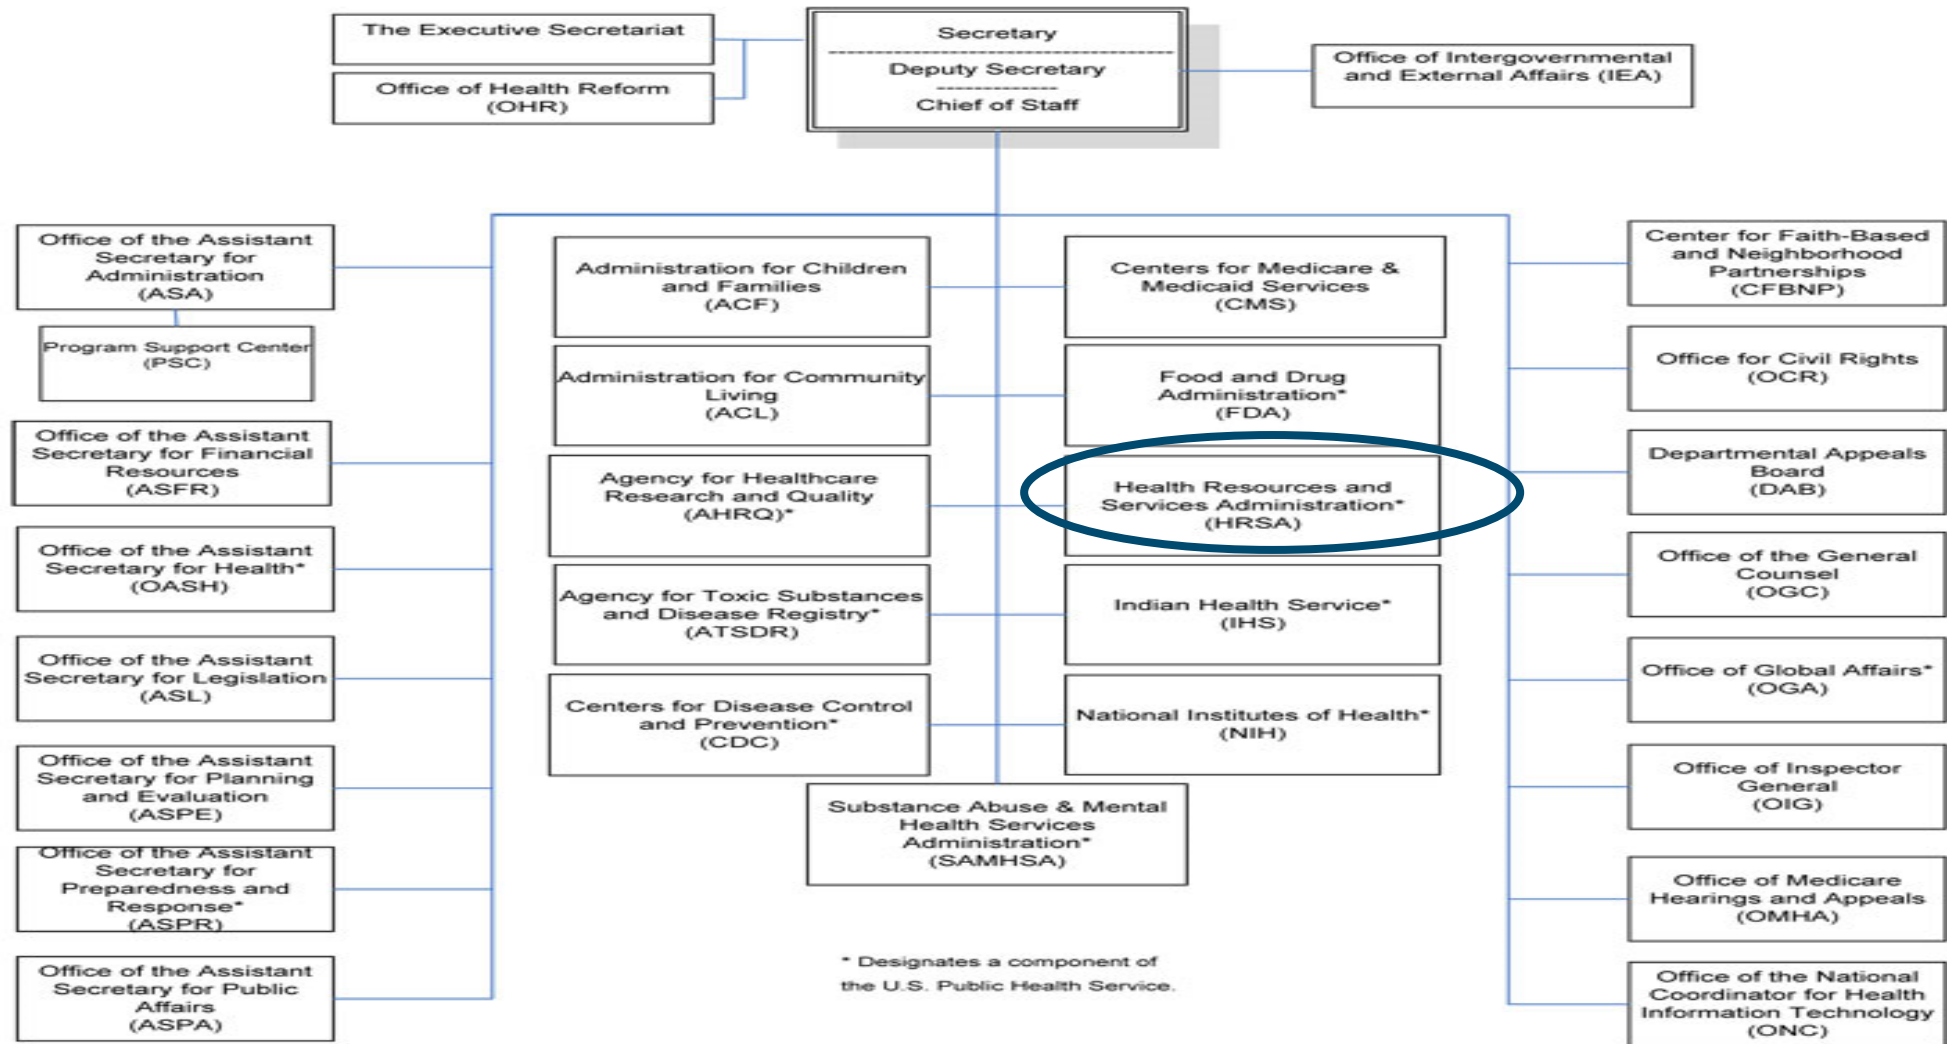 The Executive Secretariat
Office of Health Reform
(OHR)
Secretary
Deputy Secretary
Chief of Staff
Office of Intergovernmental
and External Affairs (IEA)
Office of the Assistant
Secretary for
Administration
(ASA)
Program Support Center
(PSC)
Office of the Assistant
Secretary for Financial
Resources
(ASFR)
Office of the Assistant
Secretary for Health*
(OASH)
Office of the Assistant
Secretary for Legislation
(ASL)
Office of the Assistant
Secretary for Planning
and Evaluation
(ASPE)
Office of the Assistant
Secretary for
Preparedness and
Response*
(ASPR)
Office of the Assistant
Secretary for Public
Affairs
(ASPA)
Administration for Children
and Families
(ACF)
Administration for Community
Living
(ACL)
Agency for Healthcare
Research and Quality
(AHRQ)*
Agency for Toxic Substances
and Disease Registry*
(ATSDR)
Centers for Disease Control
and Prevention*
(CDC)
Centers for Medicare &
Medicaid Services
(CMS)
Food and Drug
Administration*
(FDA)
Health Resources and
Services Administration*
(HRSA)
Indian Health Service*
(IHS)
National Institutes of Health*
(NIH)
Substance Abuse & Mental
Health Services
Administration*
(SAMHSA)
* Designates a component of
the U.S. Public Health Service.
Center for Faith-Based
and Neighborhood
Partnerships
(CFBNP)
Office for Civil Rights
(OCR)
Departmental Appeals
Board
(DAB)
Office of the General
Counsel
(OGC)
Office of Global Affairs*
(OGA)
Office of Inspector
General
(OIG)
Office of Medicare
Hearings and Appeals
(OMHA)
Office of the National
Coordinator for Health
Information Technology
(ONC)